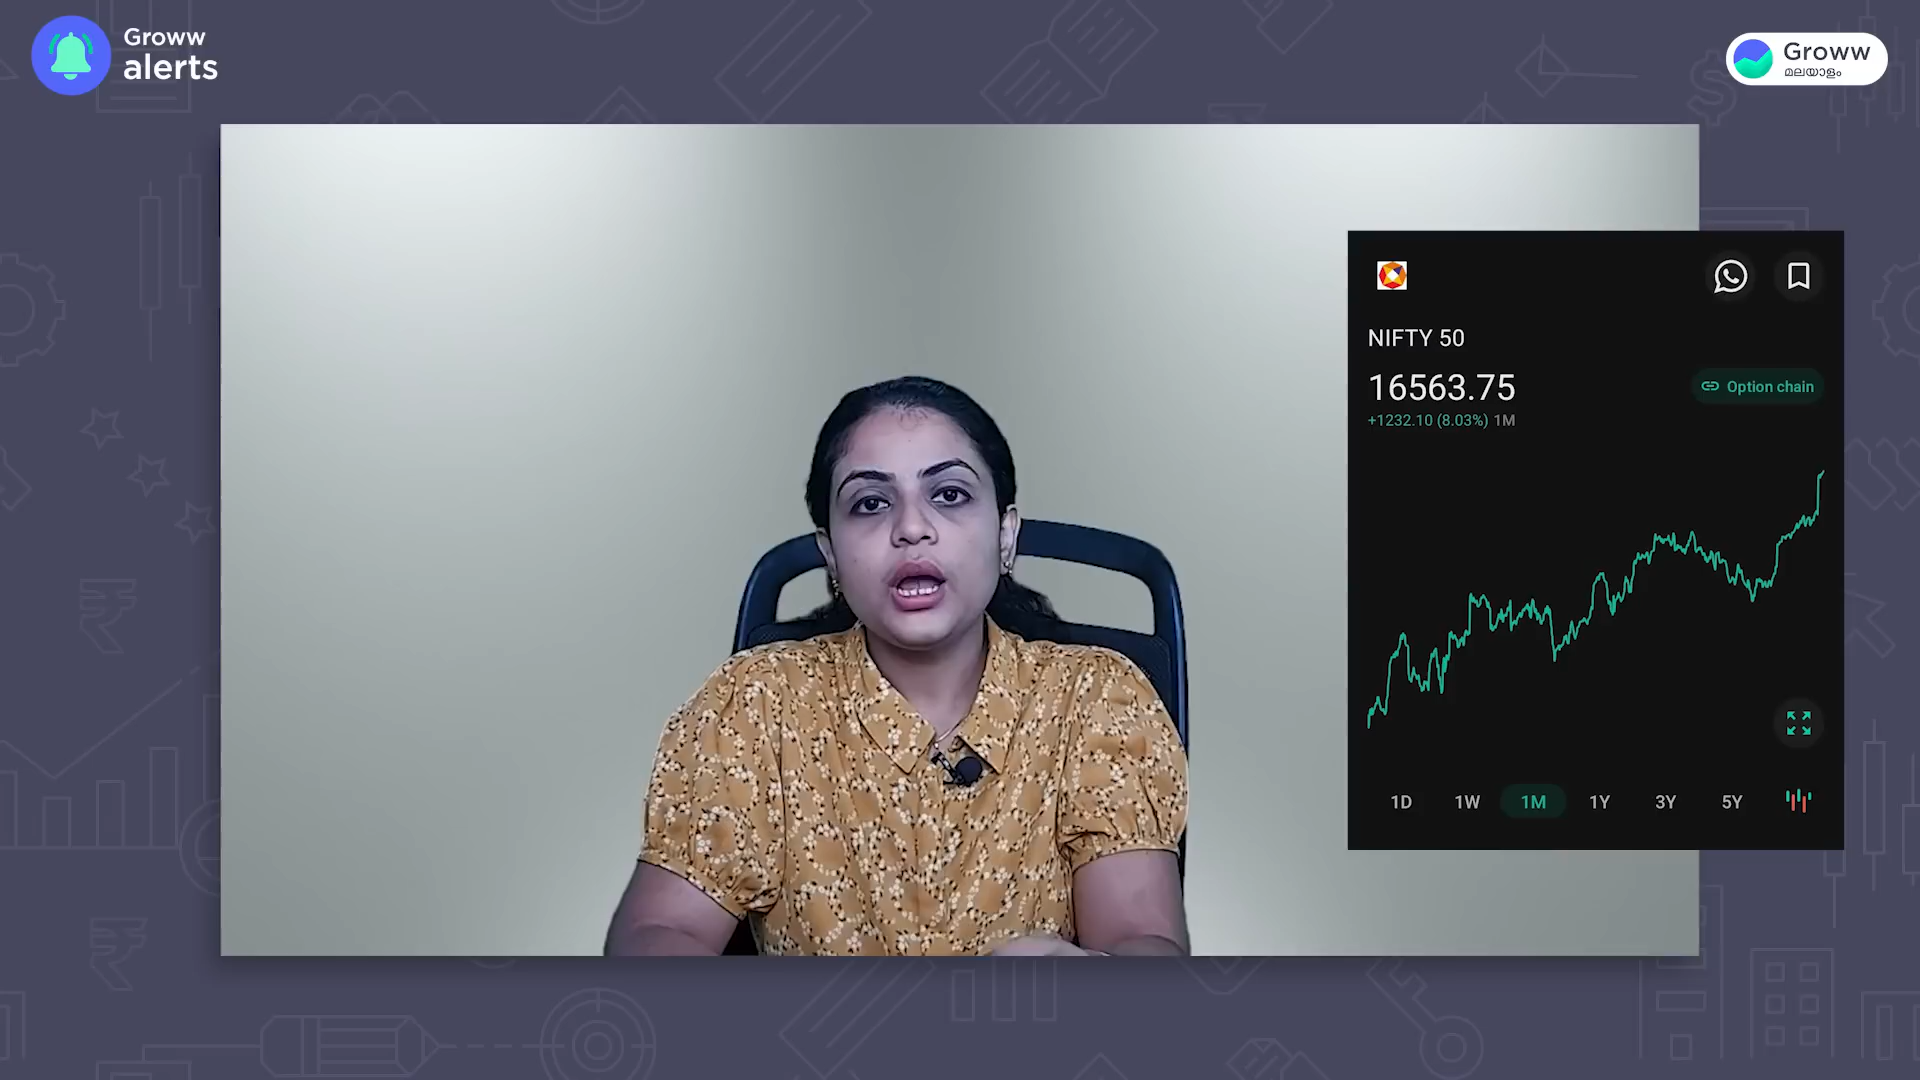 Groww
alerts
Groww
മലയാളം
NIFTY 50
16563.75
Option chain
+1232.10 (8.03%) 1M
1D 1W 1M 1Y 3Y 5Y